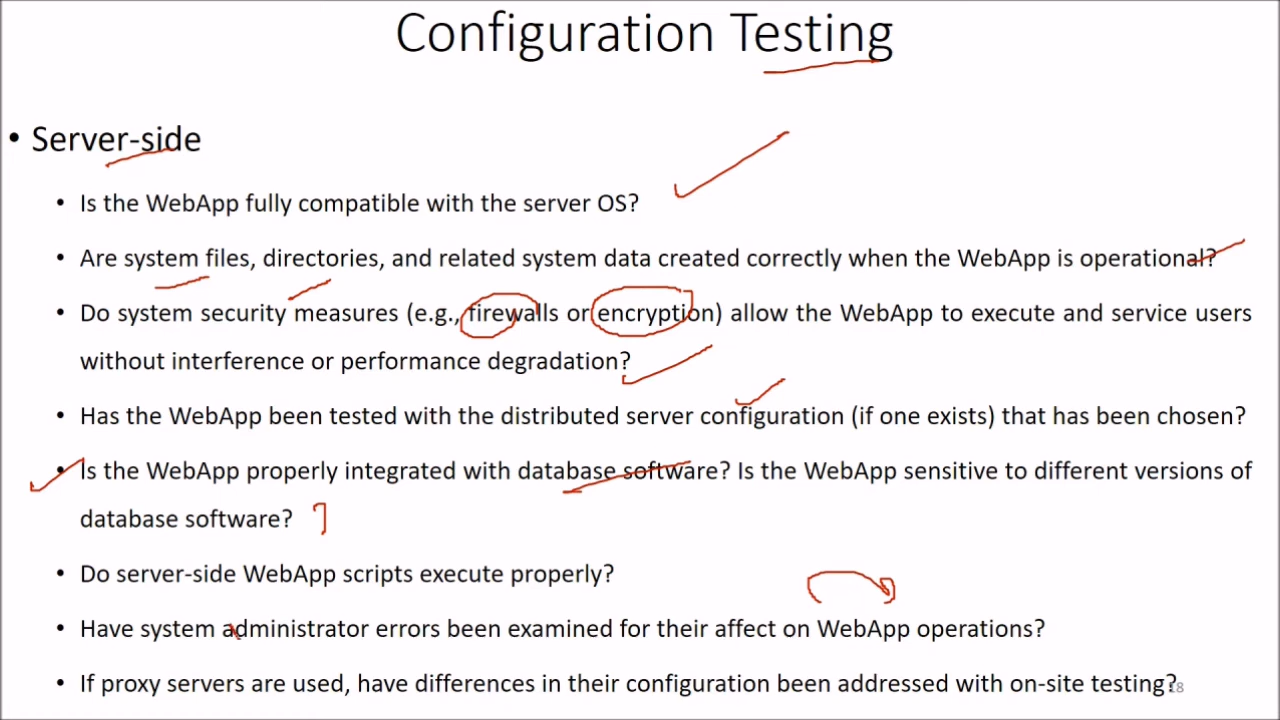 Configuration Testing
• Server-side
• Is the WebApp fully compatible with the server OS?
• Are system files, directories, and related system data created correctly when the WebApp is operational?
• Do system security measures (e.g., firewalls or encryption) allow the WebApp to execute and service users
without interference or performance degradation?
• Has the WebApp been tested with the distributed server configuration (if one exists) that has been chosen?
• Is the WebApp properly integrated with database software? Is the WebApp sensitive to different versions of
database software?
• Do server-side WebApp scripts execute properly?
• Have system administrator errors been examined for their affect on WebApp operations?
• If proxy servers are used, have differences in their configuration been addressed with on-site testing?